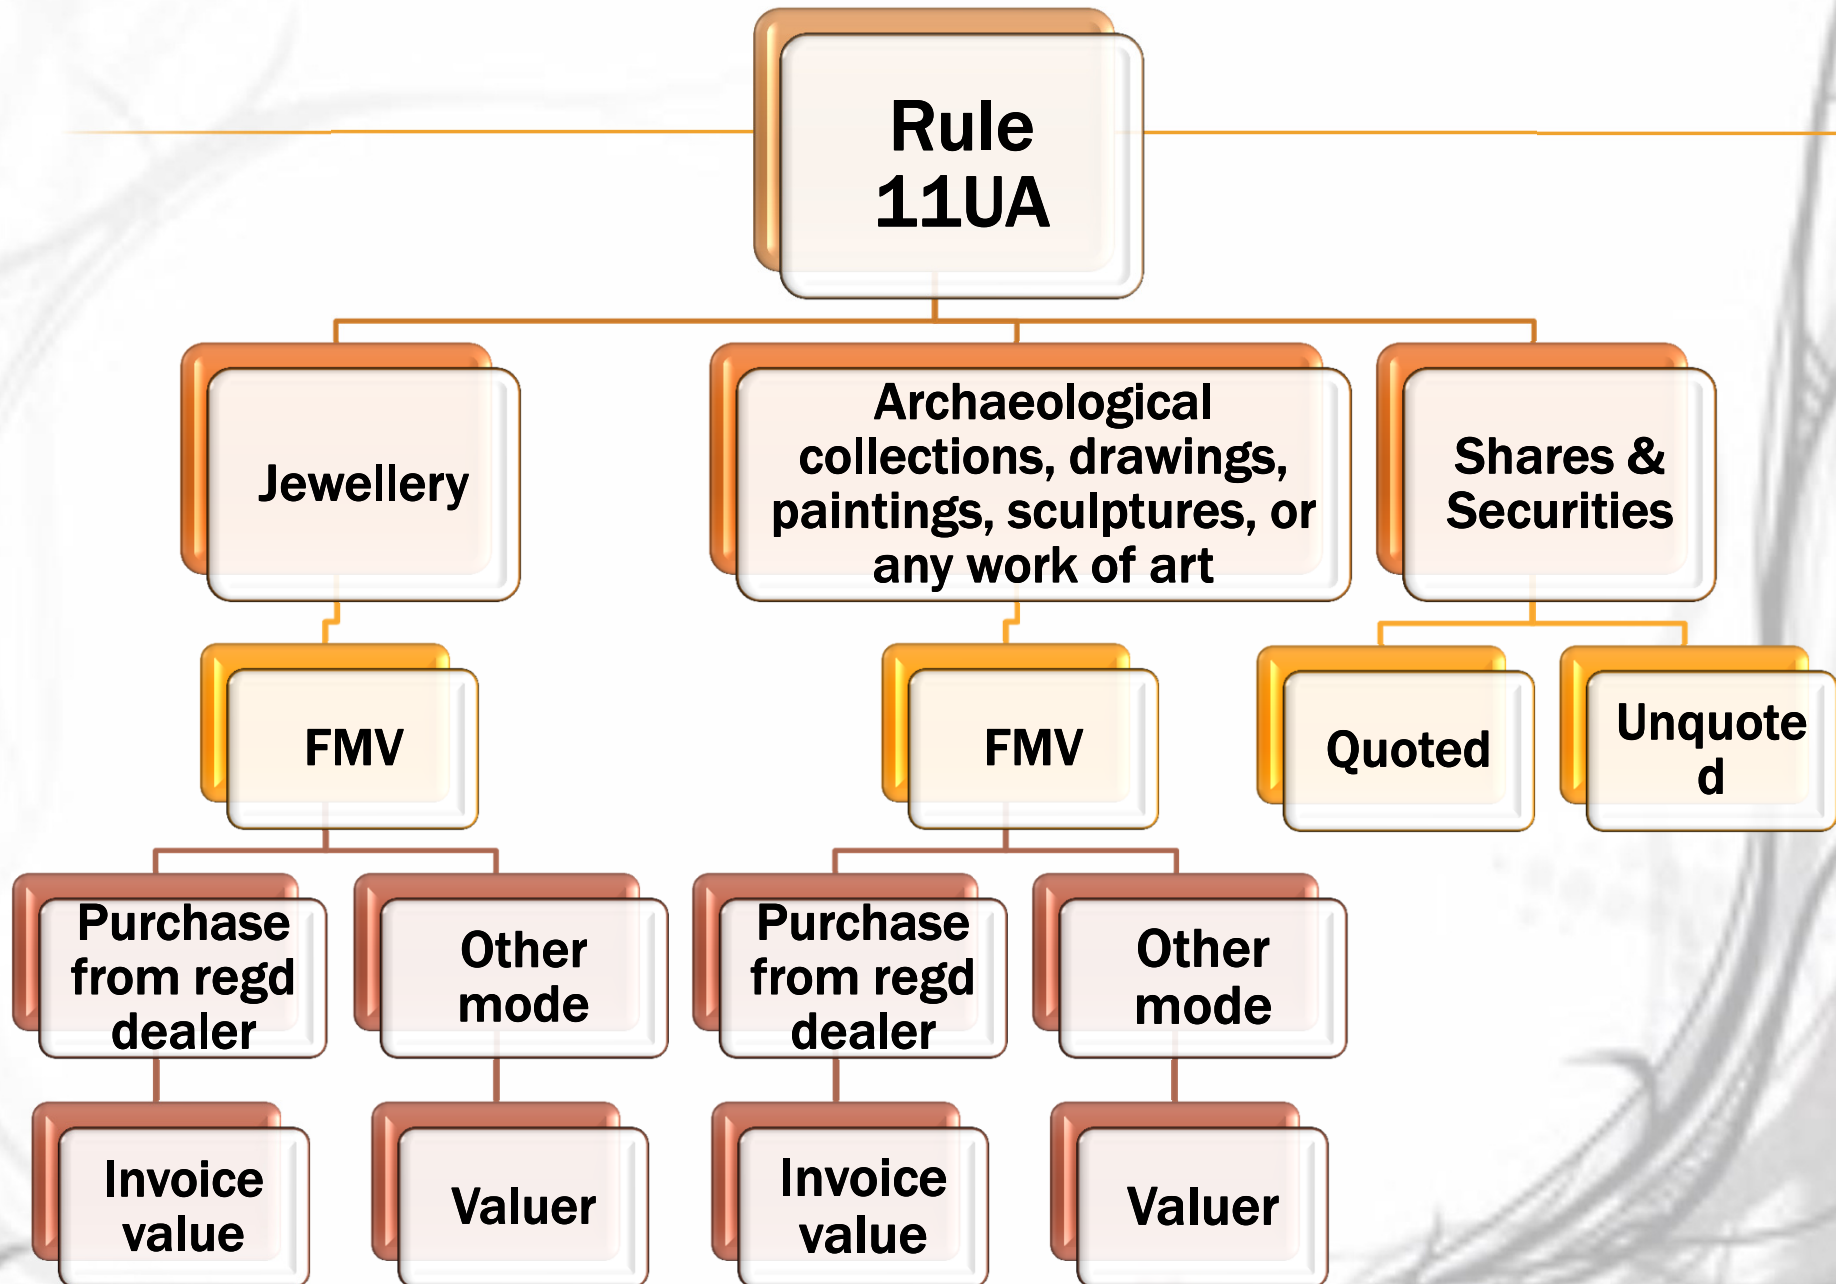 Rule
11UA
Jewellery
Archaeological
collections, drawings,
paintings, sculptures, or
any work of art
Shares &
Securities
FMV
FMV
Quoted
Unquote
d
Purchase
from regd
dealer
Other
mode
Purchase
from regd
dealer
Other
mode
Invoice
value
Valuer
Invoice
value
Valuer